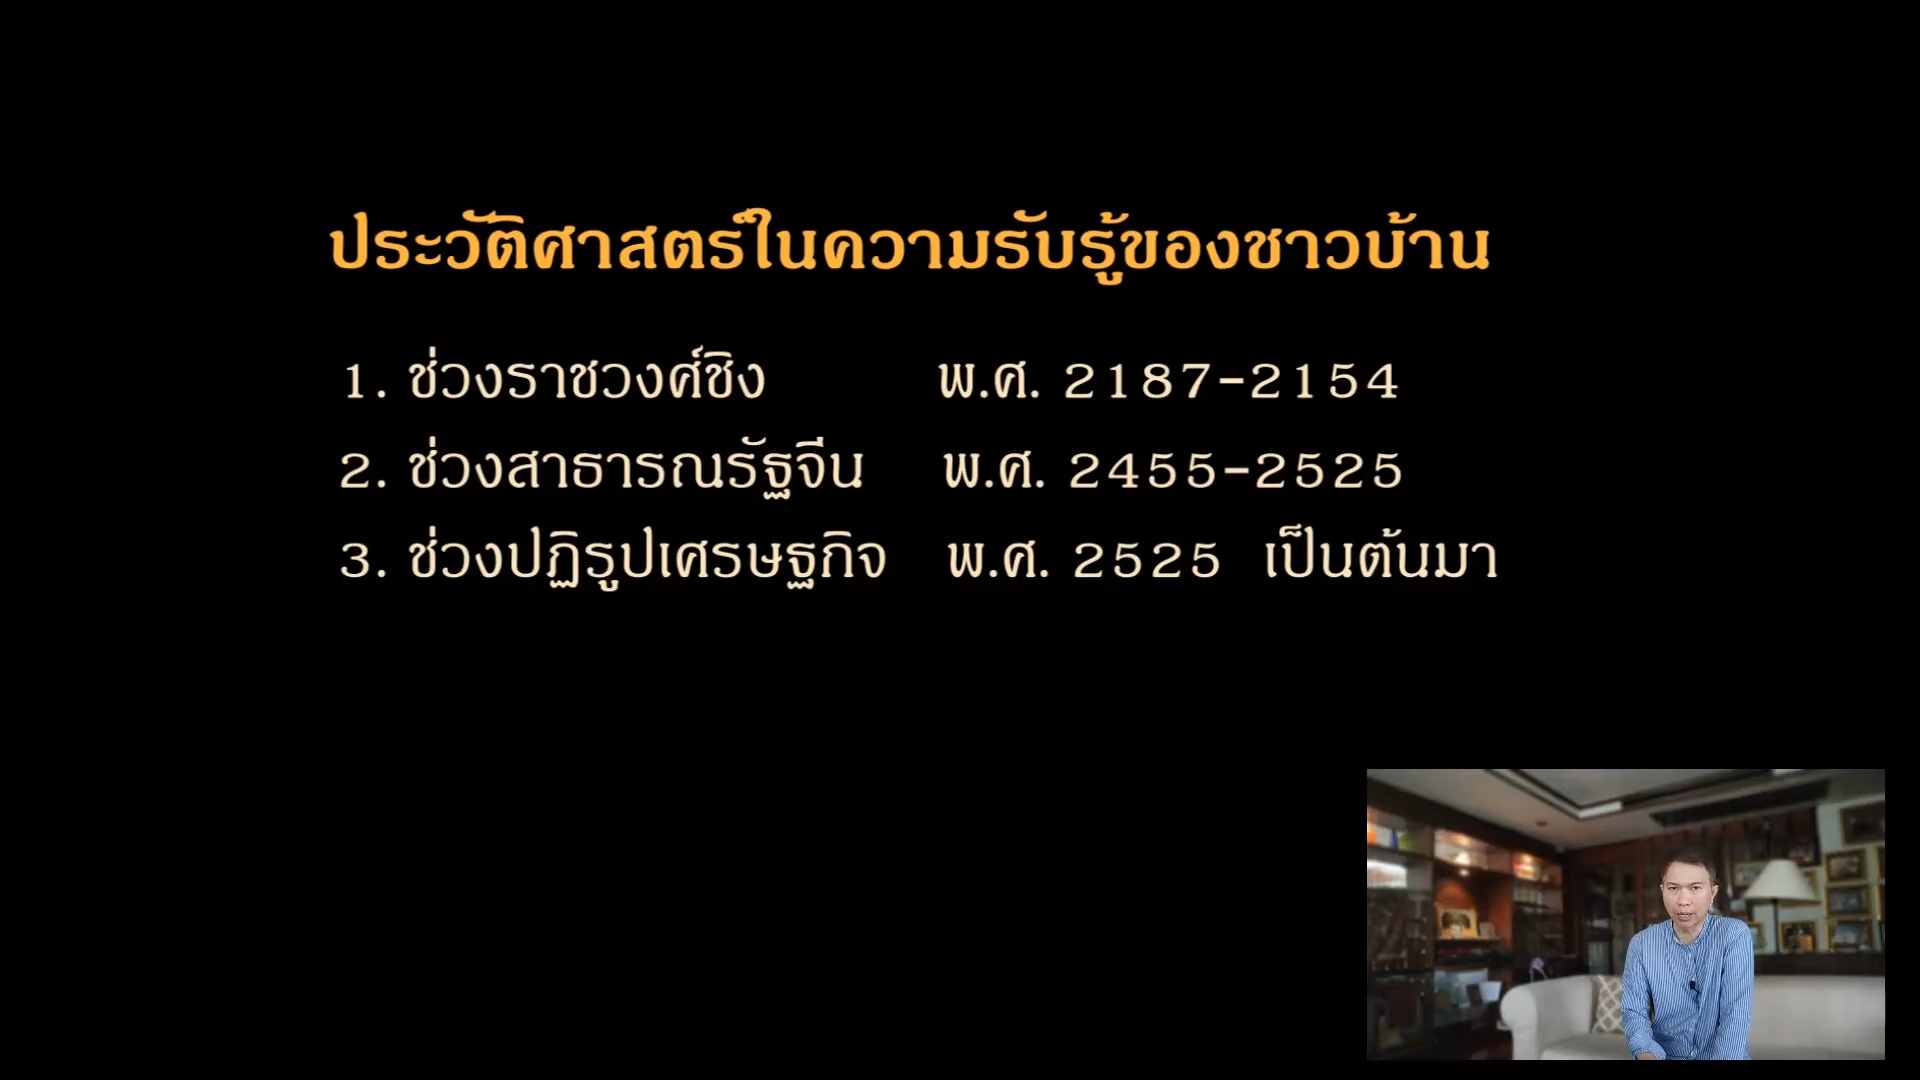 ประวัติศาสตร์ในความรับรู้ของชาวบ้าน
1. ช่วงราชวงศ์ชิง พ.ศ. 2187-2154
2. ช่วงสาธารณรัฐจีน พ.ศ. 2455-2525
3. ช่วงปฏิรูปเศรษฐกิจ พ.ศ. 2525 เป็นต้นมา